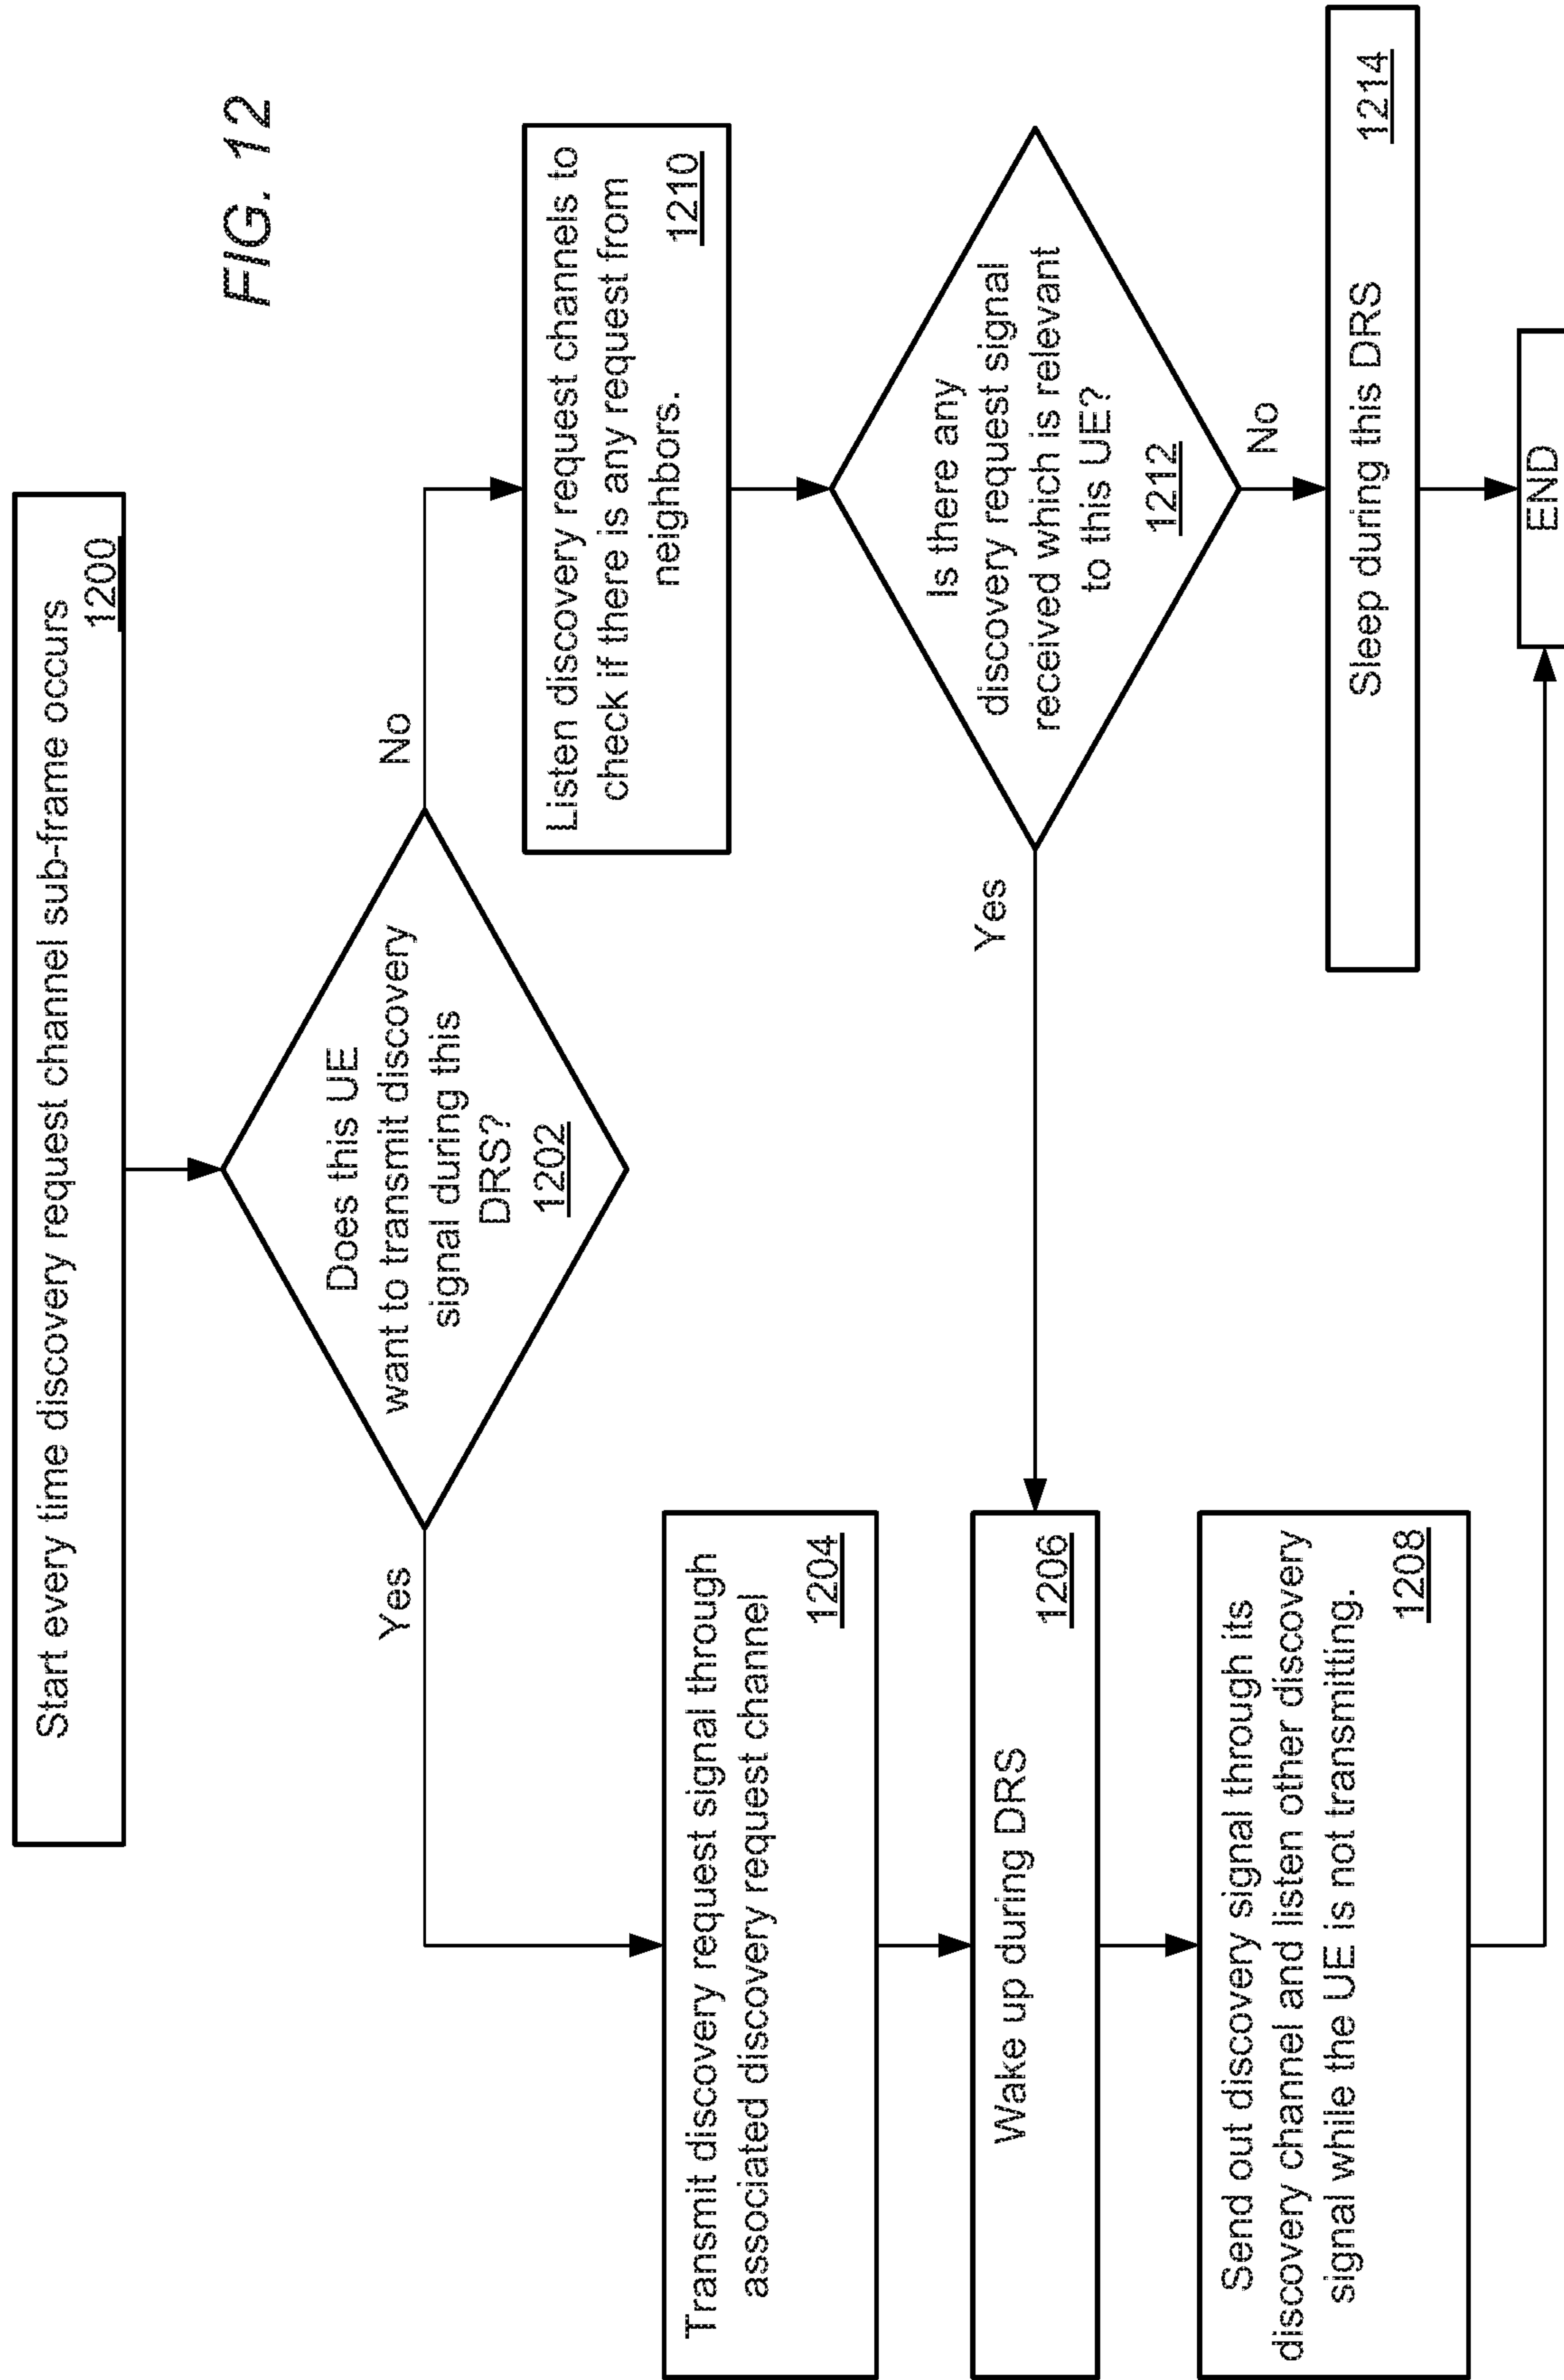 FIG. 12
Start every time discovery request channel sub-frame occurs
1200
Does this UE
want to transmit discovery
signal during this
DRS?
1202
Yes
No
Transmit discovery request signal through
associated discovery request channel
1204
Wake up during DRS
1206
Send out discovery signal through its
discovery channel and listen other discovery
signal while the UE is not transmitting.
1208
Listen discovery request channels to
check if there is any request from
neighbors.
1210
Is there any
discovery request signal
received which is relevant
to this UE?
1212
Yes
No
Sleep during this DRS
1214
END